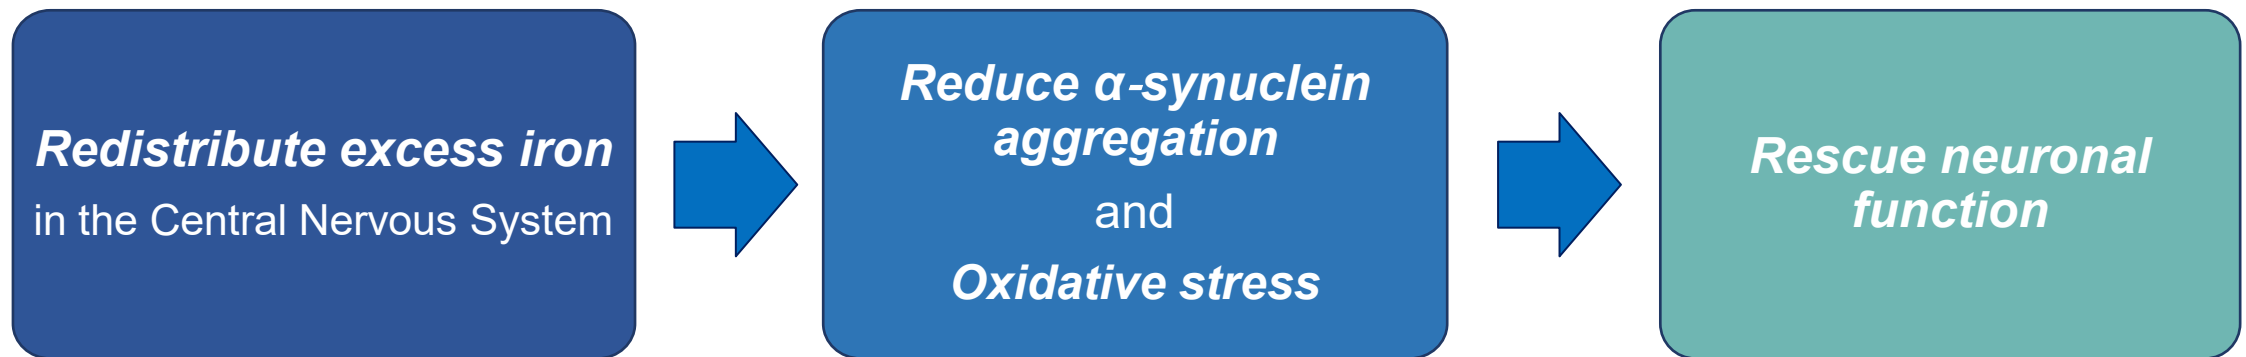 Redistribute excess iron
in the Central Nervous System
Reduce α-synuclein
aggregation
and
Oxidative stress
Rescue neuronal
function